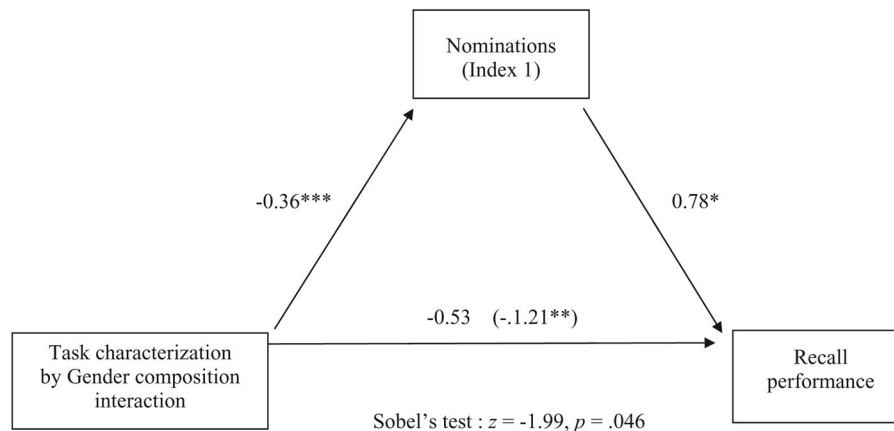 Nominations
(Index 1)
-0.36***
0.78*
-0.53 (-.1.21**)
Task characterization
by Gender composition
interaction
Recall
performance
Sobel's test : z = -1.99, p = .046